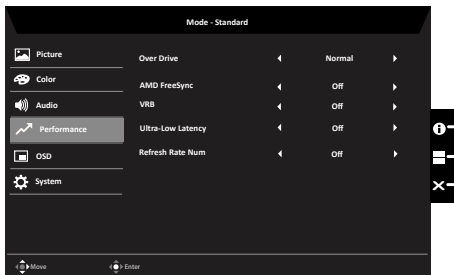 Mode - Standard
Picture
Color
Audio
Performance
OSD
System
Over Drive Normal
AMD FreeSync Off
VRB Off
Ultra-Low Latency Off
Refresh Rate Num Off
Move Enter